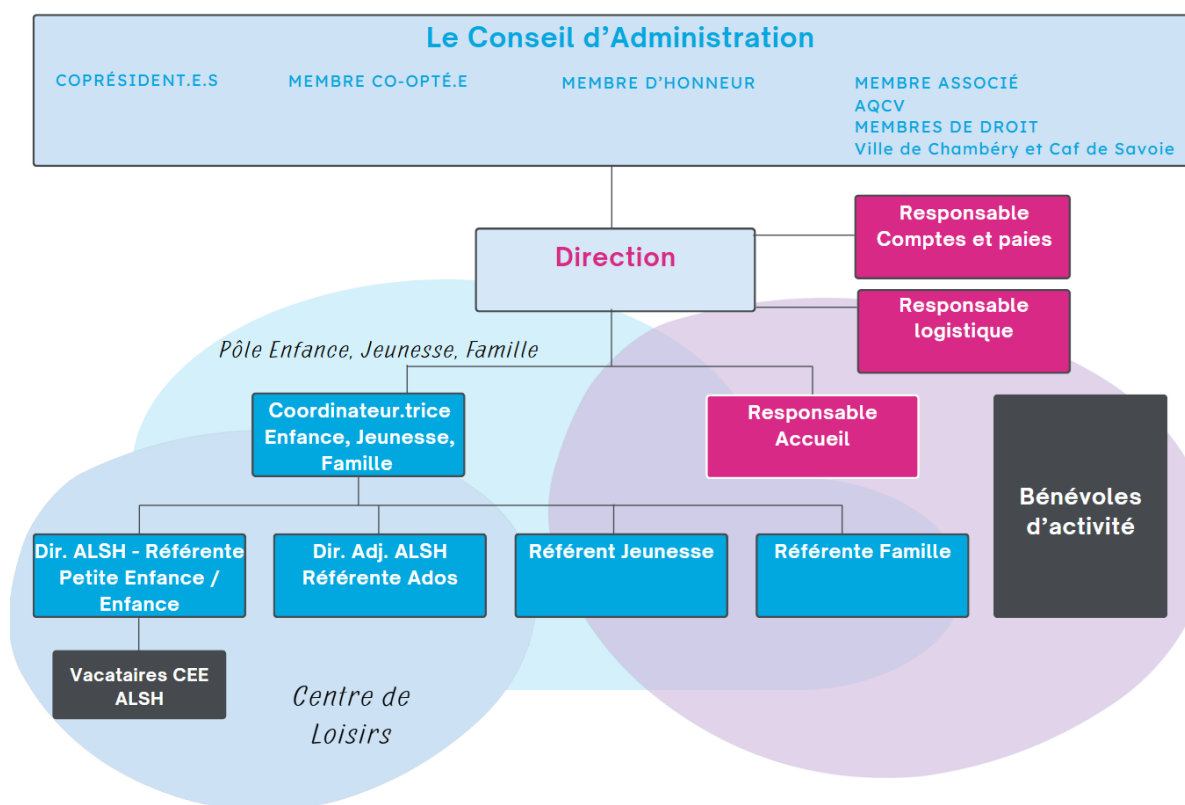 Le Conseil d'Administration
COPRÉSIDENT.E.S
MEMBRE CO-OPTÉ.E
MEMBRE D'HONNEUR
MEMBRE ASSOCIÉ
AQCV
MEMBRES DE DROIT
Ville de Chambéry et Caf de Savoie
Direction
Responsable
Comptes et paies
Responsable
logistique
Pôle Enfance, Jeunesse, Famille
Coordinateur.trice
Enfance, Jeunesse,
Famille
Responsable
Accueil
Bénévoles
d'activité
Dir. ALSH - Référente
Petite Enfance /
Enfance
Dir. Adj. ALSH
Référente Ados
Référent Jeunesse
Référente Famille
Vacataires CEE
ALSH
Centre de
Loisirs